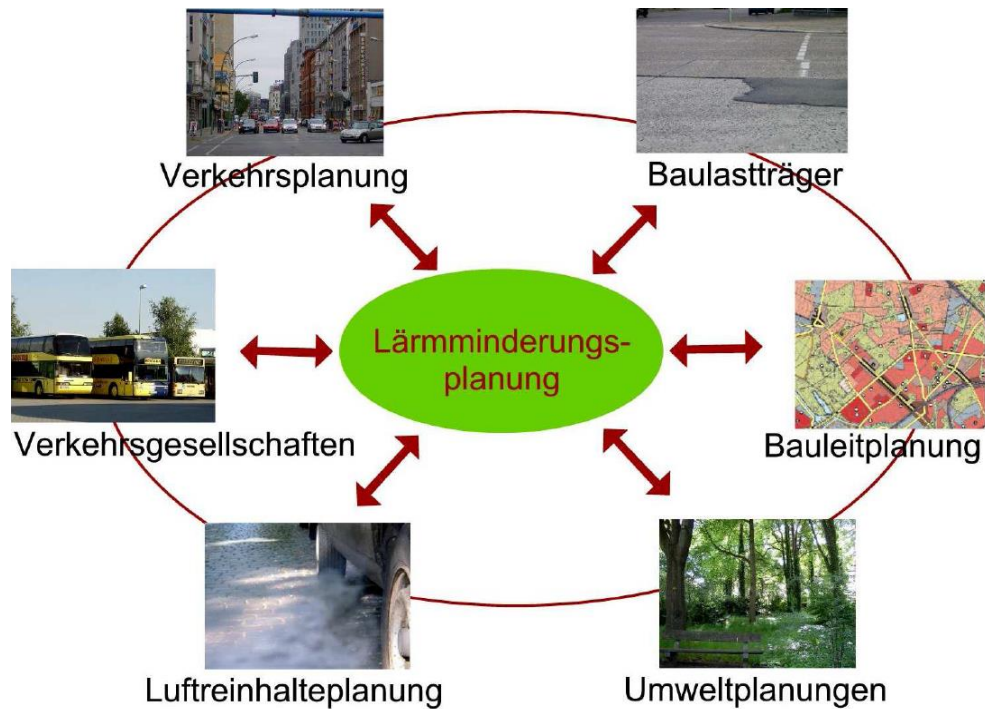 Verkehrsplanung
Baulastträger
Lärmminderungs-
planung
Verkehrsgesellschaften
Bauleitplanung
Luftreinhalteplanung
Umweltplanungen